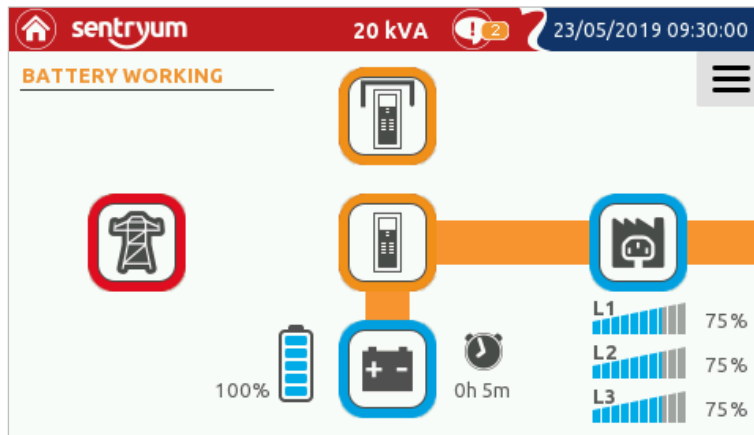 sentryum 20 kVA 2 23/05/2019 09:30:00
BATTERY WORKING
L1 75%
L2 75%
L3 75%
100%
0h 5m